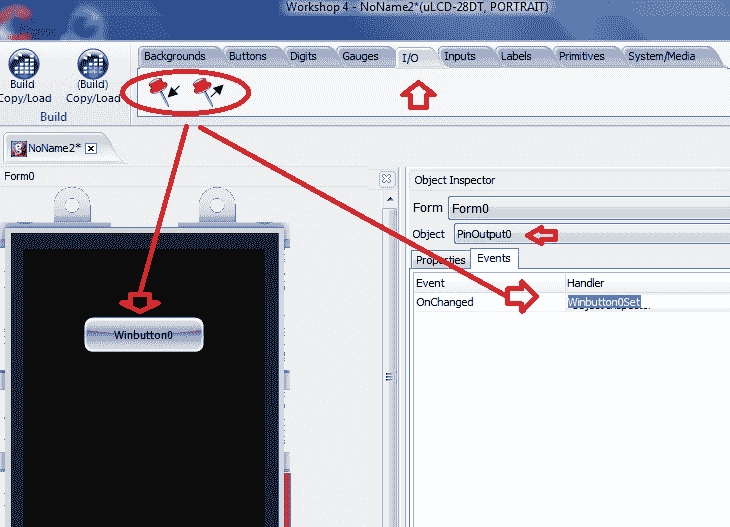 Workshop 4 - NoName2*(uLCD-28DT, PORTRAIT)
Backgrounds Buttons Digits Gauges I/O Inputs Labels Primitives System/Media
Build (Build)
Copy/Load Copy/Load
Build
NoName2*
Form0
Object Inspector
Form Form0
Object PinOutput0
Properties Events
Event Handler
OnChanged Winbutton0Set
Winbutton0